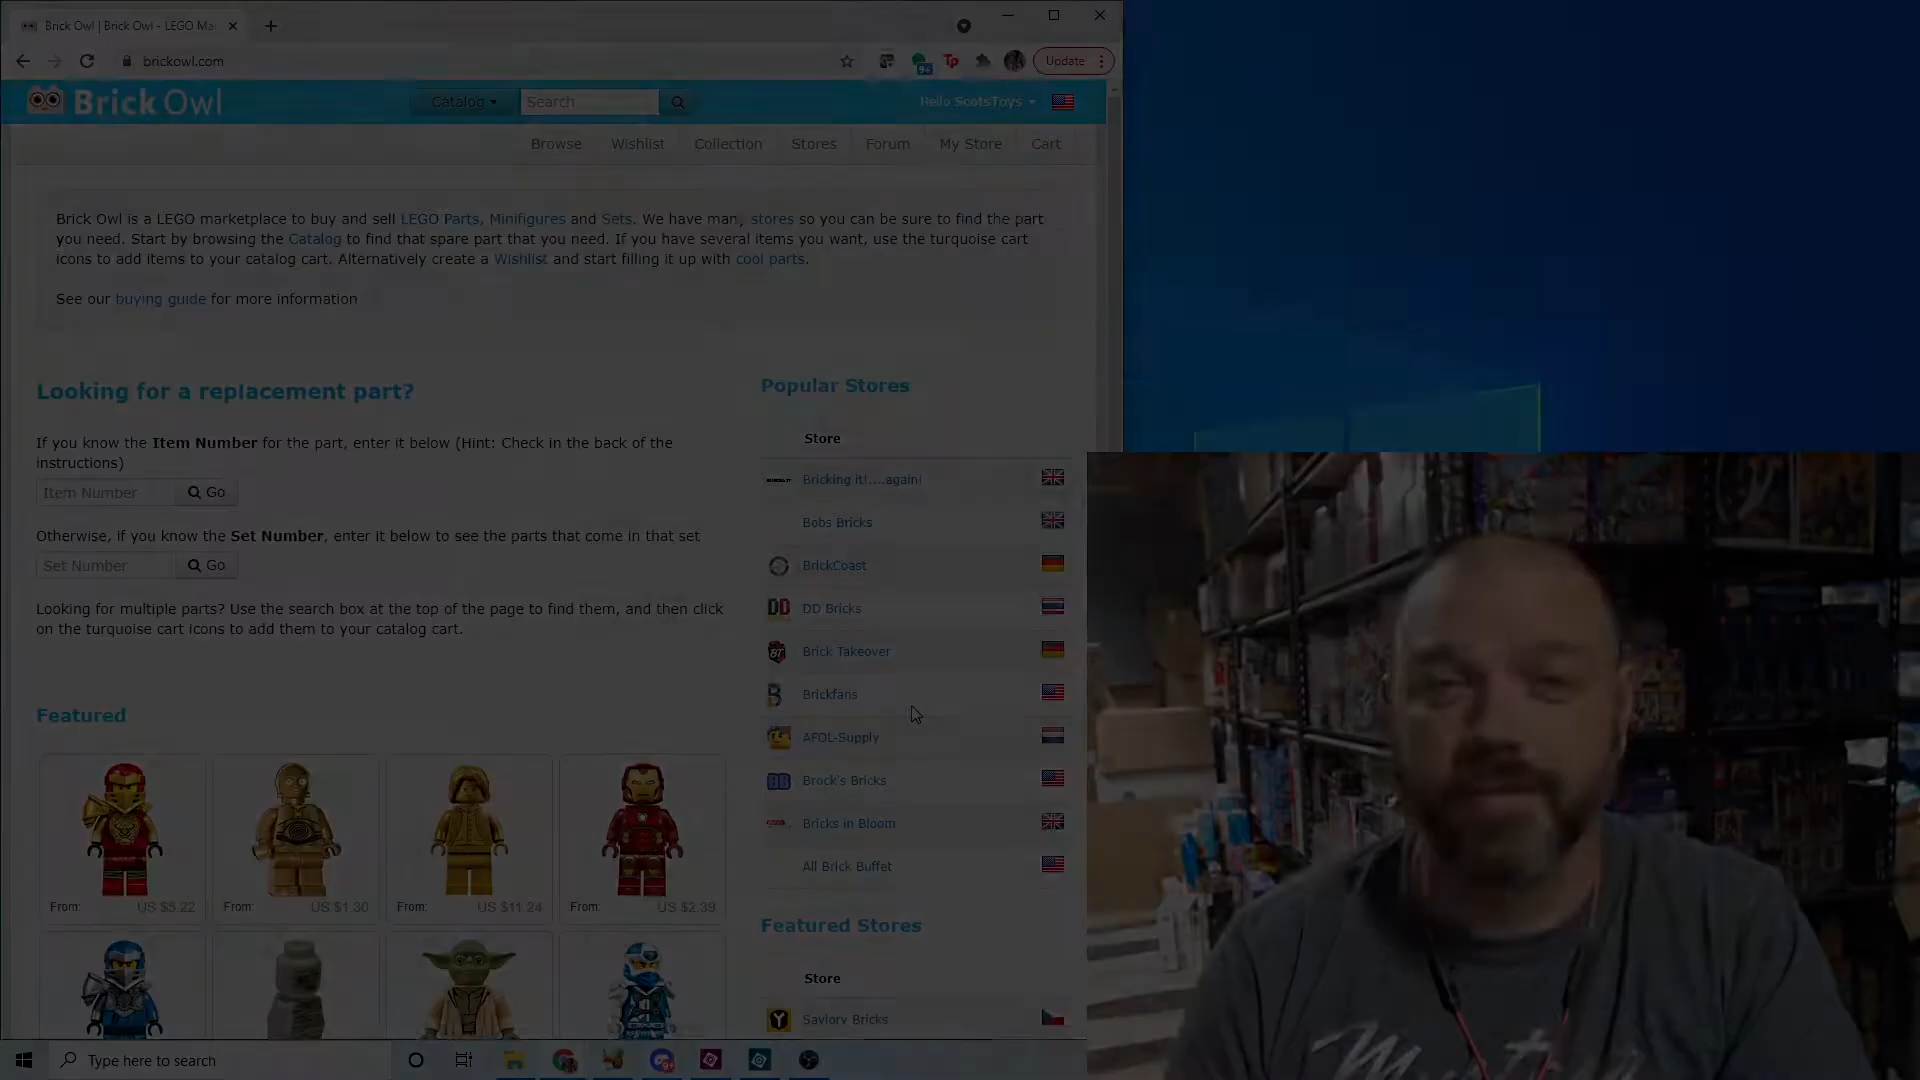 Brick Owl | Brick Owl - LEGO Ma
brickowl.com
9+
Tp
Update
Brick Owl
Catalog
Search
Hello ScotsToys
Browse
Wishlist
Collection
Stores
Forum
My Store
Cart
Brick Owl is a LEGO marketplace to buy and sell LEGO Parts, Minifigures and Sets. We have man, stores so you can be sure to find the part
you need. Start by browsing the Catalog to find that spare part that you need. If you have several items you want, use the turquoise cart
icons to add items to your catalog cart. Alternatively create a Wishlist and start filling it up with cool parts.
See our buying guide for more information
Looking for a replacement part?
If you know the Item Number for the part, enter it below (Hint: Check in the back of the
instructions)
Item Number
Go
Otherwise, if you know the Set Number, enter it below to see the parts that come in that set
Set Number
Go
Looking for multiple parts? Use the search box at the top of the page to find them, and then click
on the turquoise cart icons to add them to your catalog cart.
Featured
From: US $5.22
From: US $1.30
From: US $11.24
From: US $2.39
Popular Stores
Store
Bricking it!....again!
Bobs Bricks
BrickCoast
DD Bricks
BT Brick Takeover
Brickfans
AFOL-Supply
BB Brock's Bricks
Bricks in Bloom
All Brick Buffet
Featured Stores
Store
Saviory Bricks
Type here to search